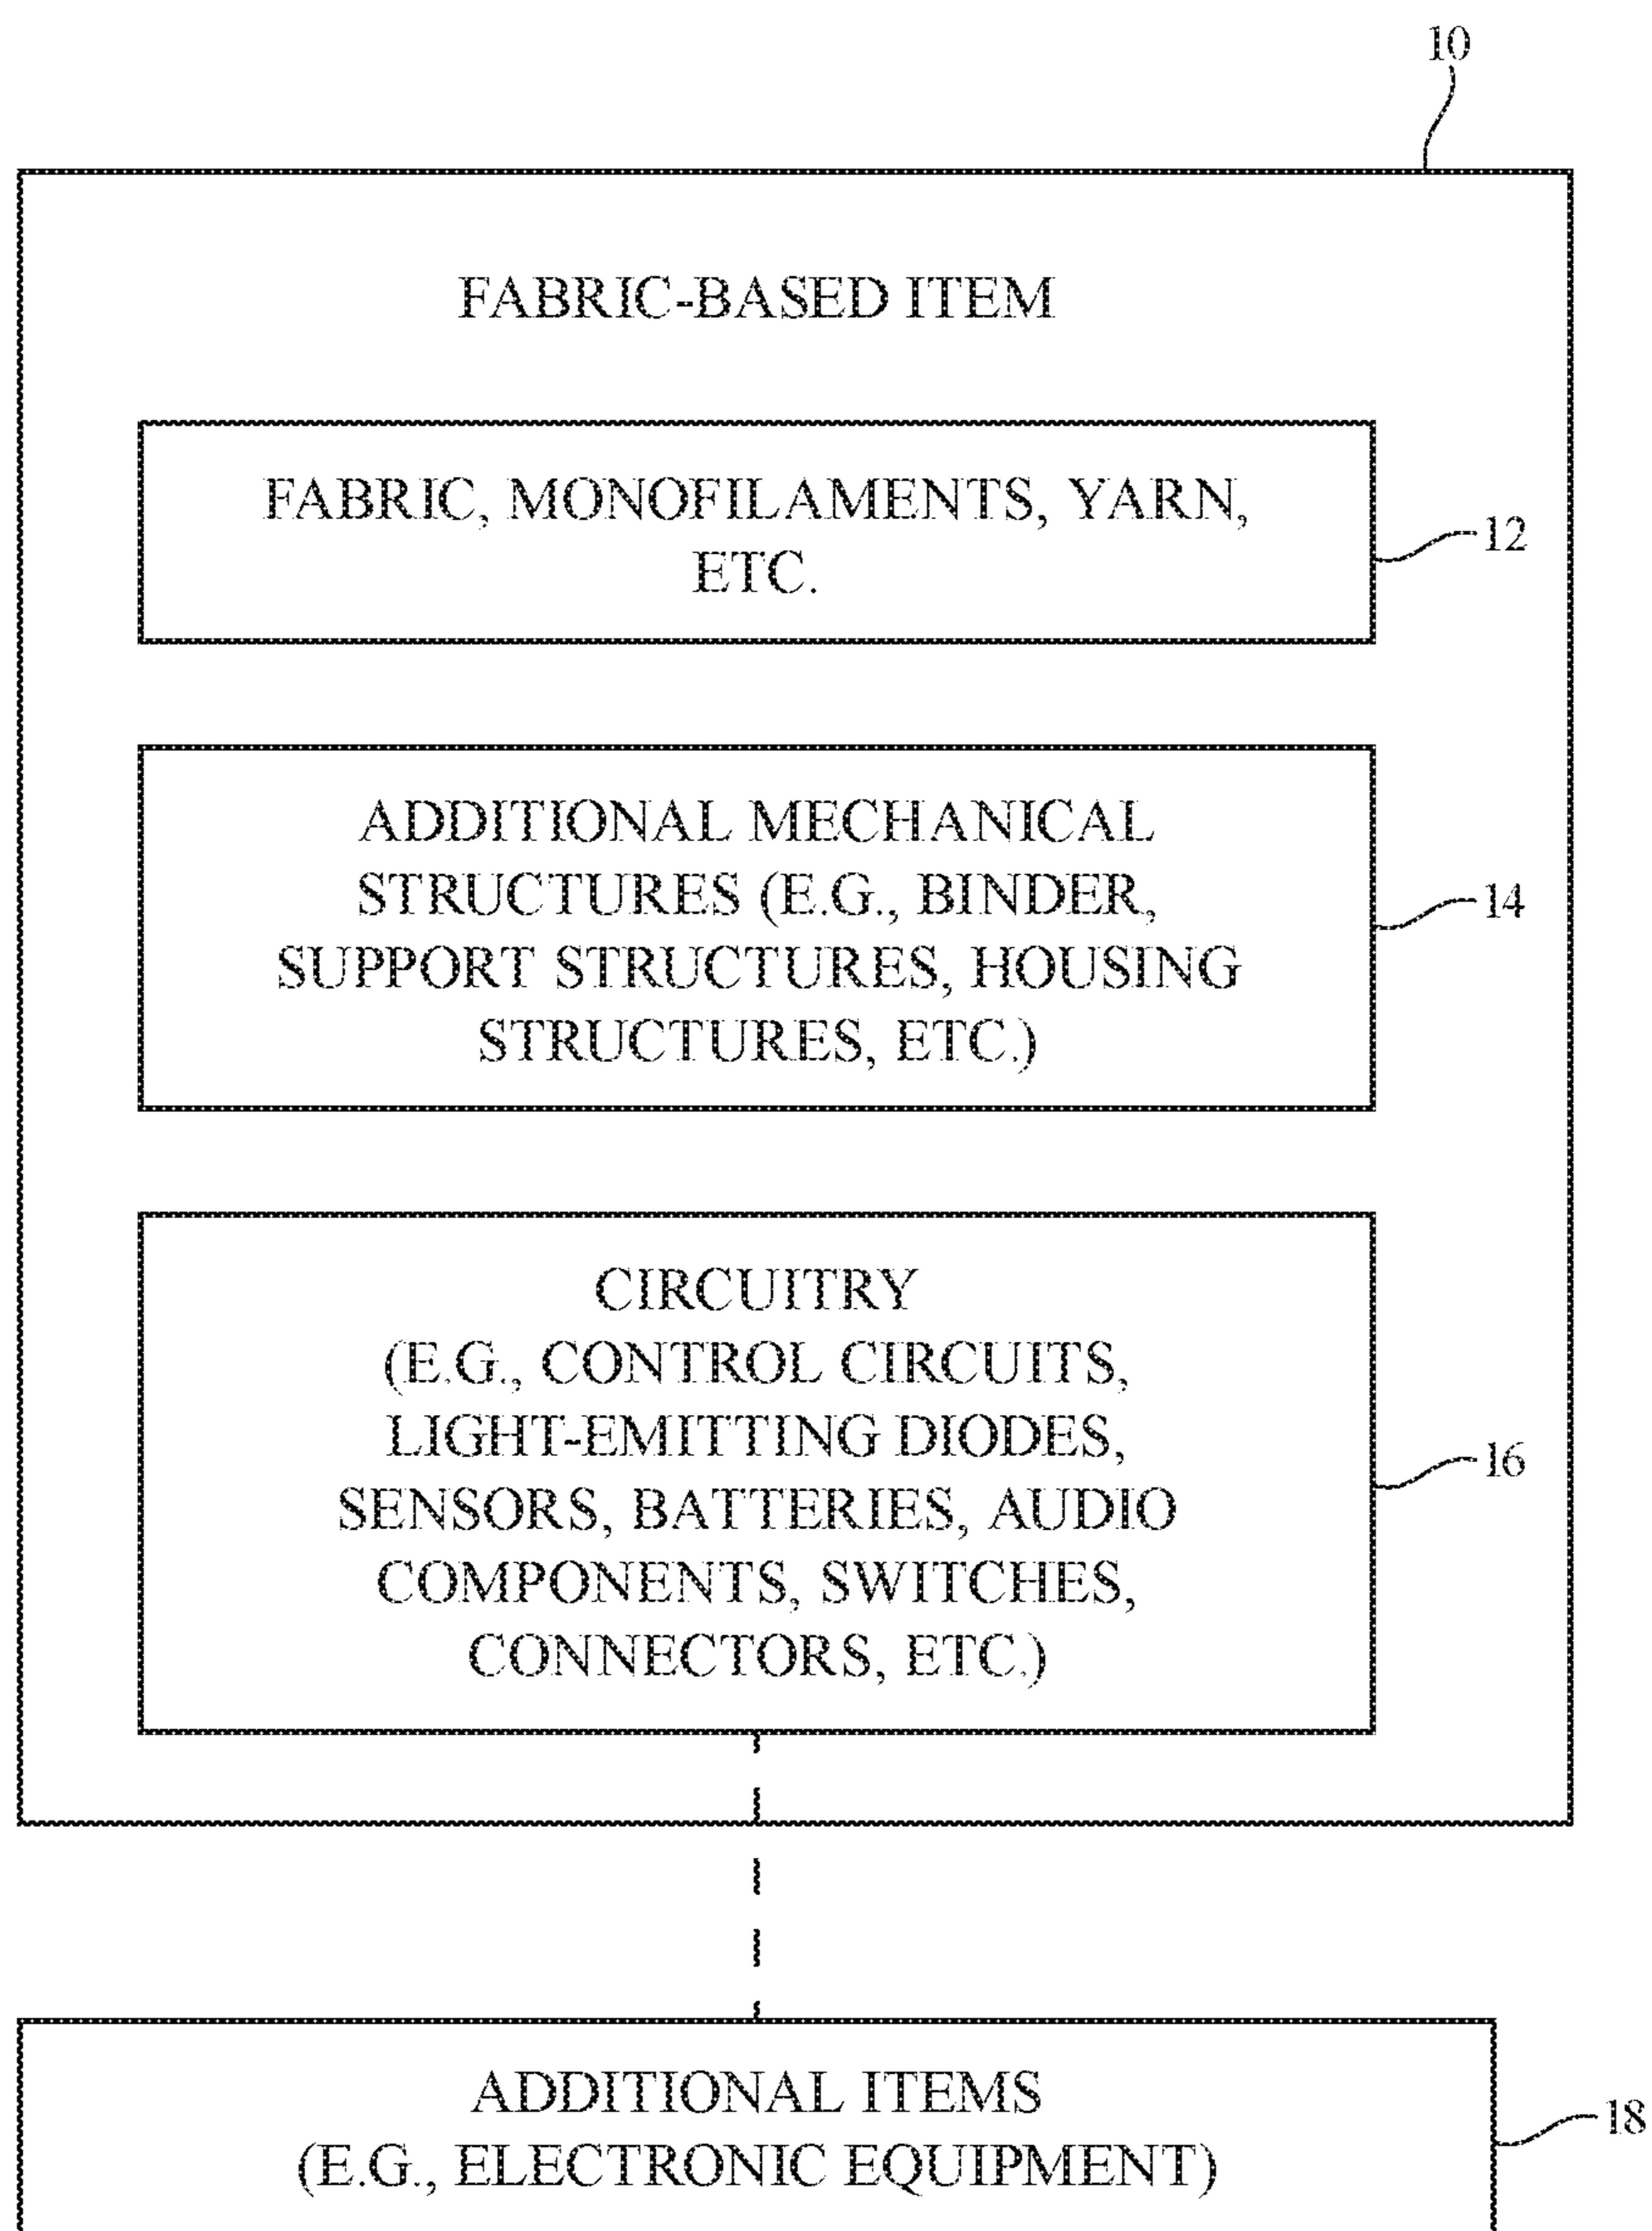 10
FABRIC-BASED ITEM
FABRIC, MONOFILAMENTS, YARN,
ETC.
12
ADDITIONAL MECHANICAL
STRUCTURES (E.G., BINDER,
SUPPORT STRUCTURES, HOUSING
STRUCTURES, ETC.)
14
CIRCUITRY
(E.G., CONTROL CIRCUITS,
LIGHT-EMITTING DIODES,
SENSORS, BATTERIES, AUDIO
COMPONENTS, SWITCHES,
CONNECTORS, ETC.)
16
ADDITIONAL ITEMS
(E.G., ELECTRONIC EQUIPMENT)
18